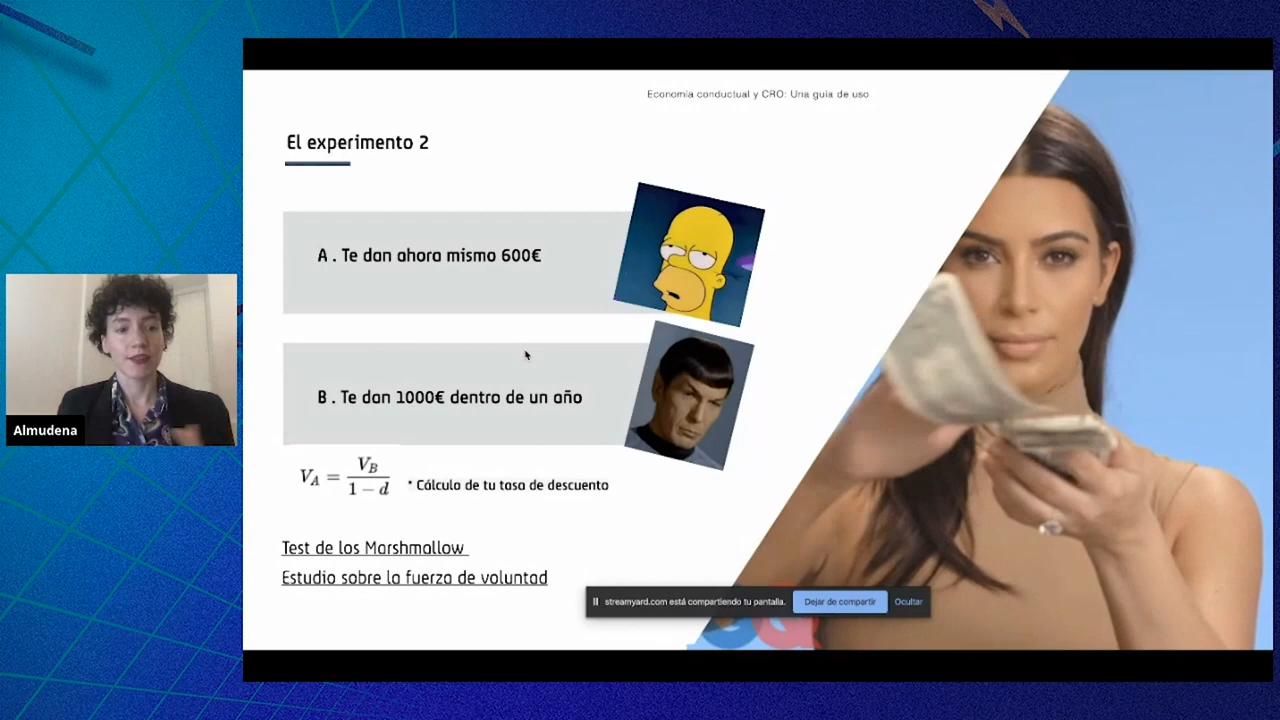 Economía conductual y CRO: Una guía de uso
El experimento 2
A . Te dan ahora mismo 600€
B . Te dan 1000€ dentro de un año
V_A = V_B / (1 − d)
* Cálculo de tu tasa de descuento
Test de los Marshmallow
Estudio sobre la fuerza de voluntad
streamyard.com está compartiendo tu pantalla.
Dejar de compartir
Ocultar
Almudena